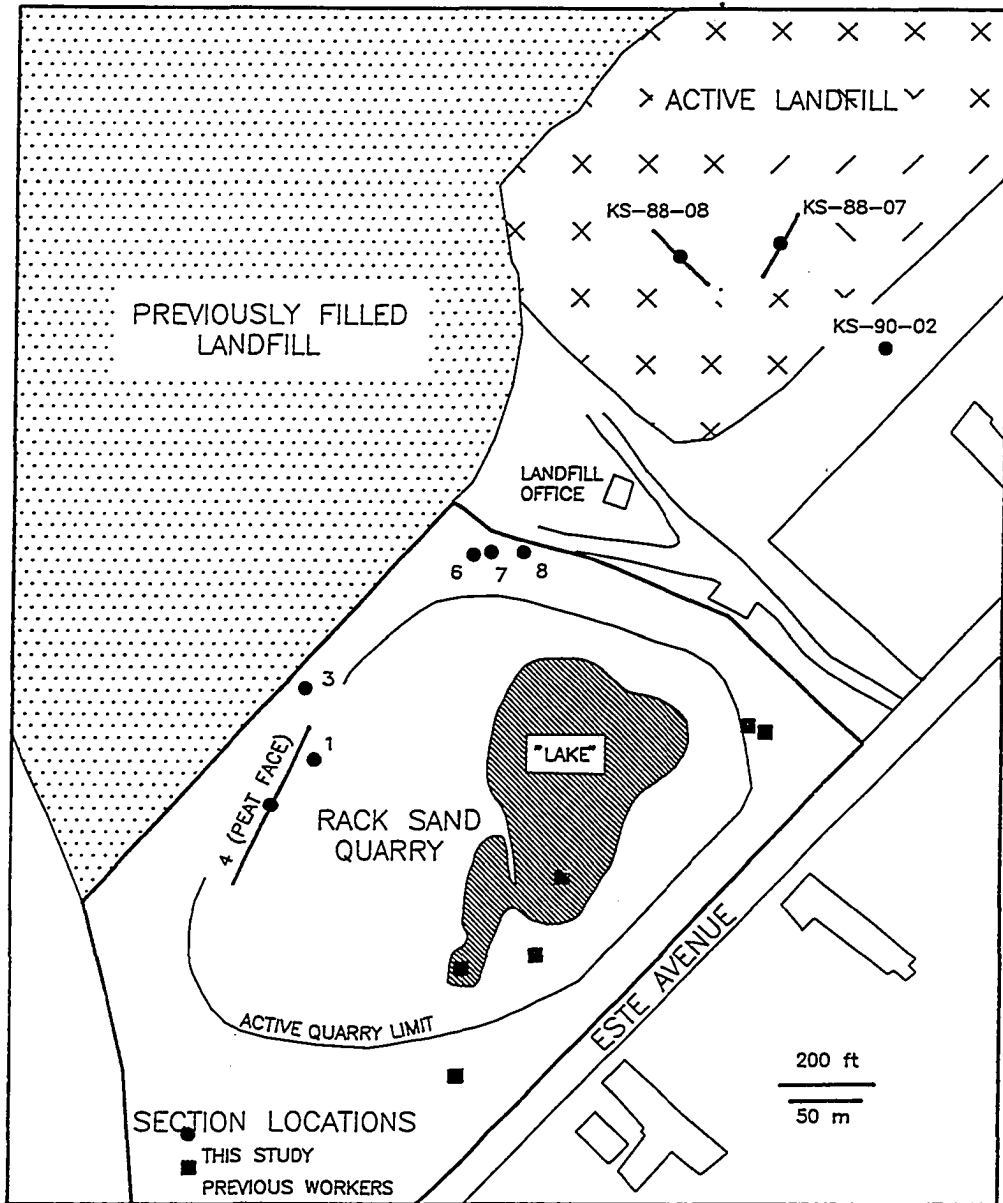 ACTIVE LANDFILL
KS-88-08
KS-88-07
PREVIOUSLY FILLED
LANDFILL
KS-90-02
LANDFILL
OFFICE
6
7
8
3
1
"LAKE"
4 (PEAT FACE)
RACK SAND
QUARRY
ESTE AVENUE
ACTIVE QUARRY LIMIT
200 ft
50 m
SECTION LOCATIONS
THIS STUDY
PREVIOUS WORKERS